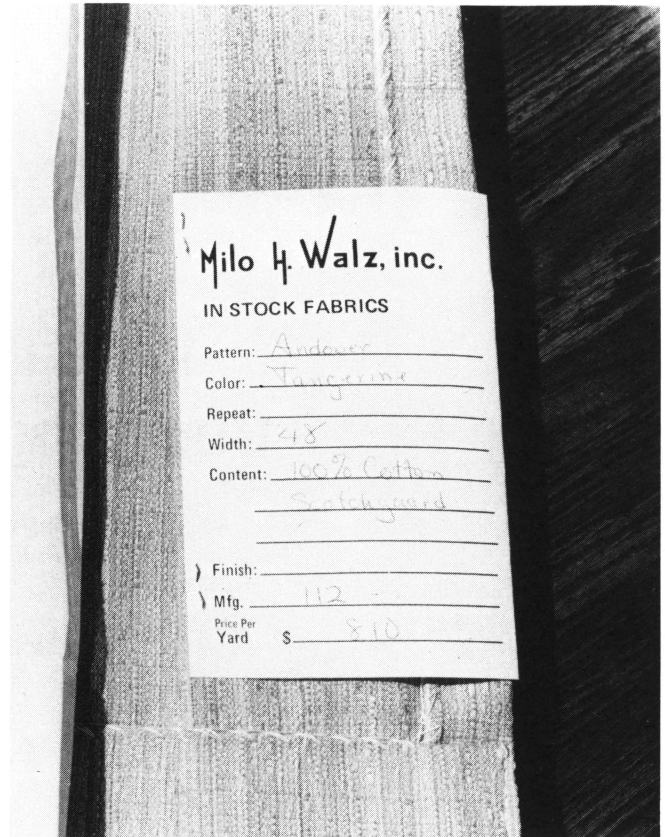 Milo H. Walz, inc.
IN STOCK FABRICS
Pattern: Andover
Color: Tangerine
Repeat:
Width: 48
Content: 100% Cotton
Scotchgaard
Finish:
Mfg. 112 -
Price Per
Yard $ 8 10